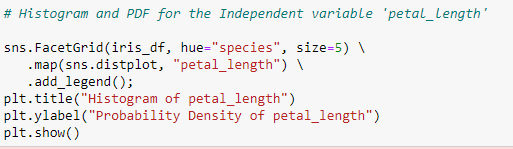 # Histogram and PDF for the Independent variable 'petal_length'
sns.FacetGrid(iris_df, hue="species", size=5) \
.map(sns.distplot, "petal_length") \
.add_legend();
plt.title("Histogram of petal_length")
plt.ylabel("Probability Density of petal_length")
plt.show()